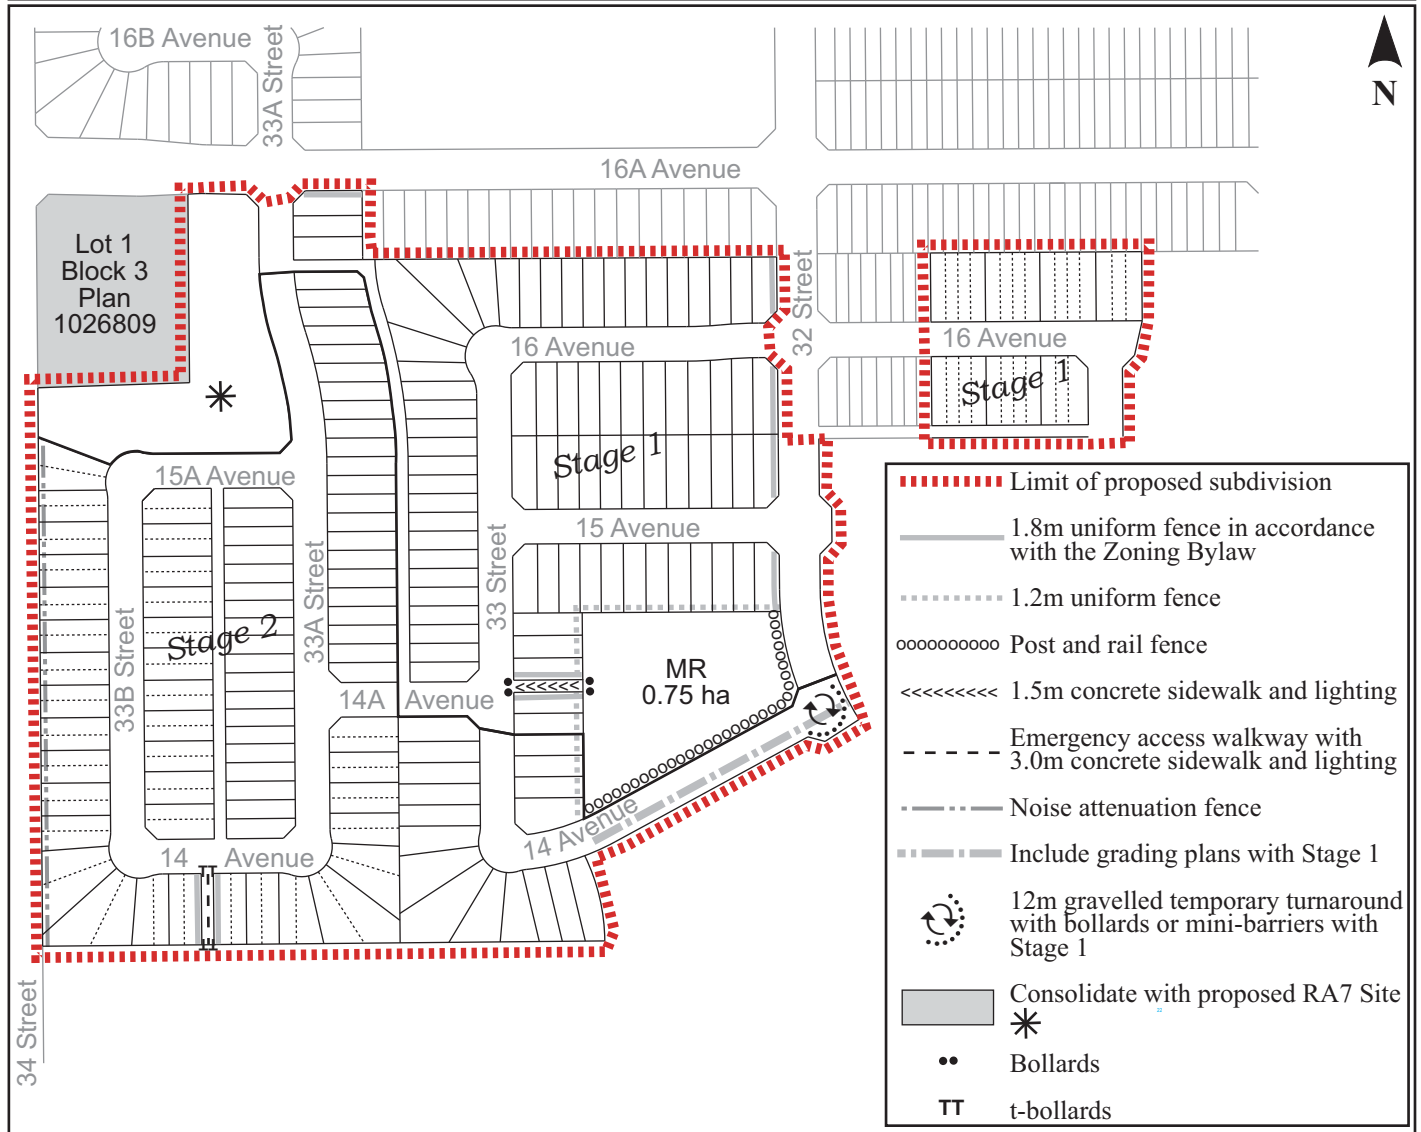 16B Avenue
33A Street
N
16A Avenue
Lot 1
Block 3
Plan
1026809
32 Street
16 Avenue
16 Avenue
Stage 1
Stage 1
15A Avenue
15 Avenue
33 Street
33A Street
33B Street
Stage 2
MR
0.75 ha
14A Avenue
14 Avenue
14 Avenue
34 Street
Limit of proposed subdivision
1.8m uniform fence in accordance
with the Zoning Bylaw
1.2m uniform fence
Post and rail fence
1.5m concrete sidewalk and lighting
Emergency access walkway with
3.0m concrete sidewalk and lighting
Noise attenuation fence
Include grading plans with Stage 1
12m gravelled temporary turnaround
with bollards or mini-barriers with
Stage 1
Consolidate with proposed RA7 Site
22
Bollards
TT t-bollards